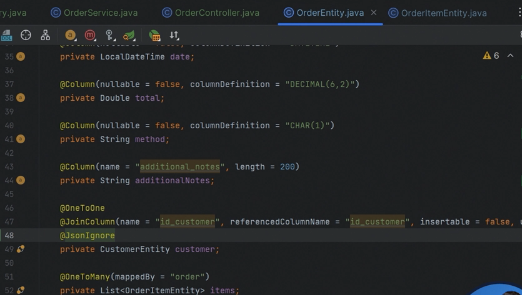 ry.java OrderService.java OrderController.java OrderEntity.java OrderItemEntity.java
6
35 private LocalDateTime date;
36
37 @Column(nullable = false, columnDefinition = "DECIMAL(6,2)")
38 private Double total;
39
40 @Column(nullable = false, columnDefinition = "CHAR(1)")
41 private String method;
42
43 @Column(name = "additional_notes", length = 200)
44 private String additionalNotes;
45
46 @OneToOne
47 @JoinColumn(name = "id_customer", referencedColumnName = "id_customer", insertable = false,
48 @JsonIgnore
49 private CustomerEntity customer;
50
51 @OneToMany(mappedBy = "order")
52 private List<OrderItemEntity> items;